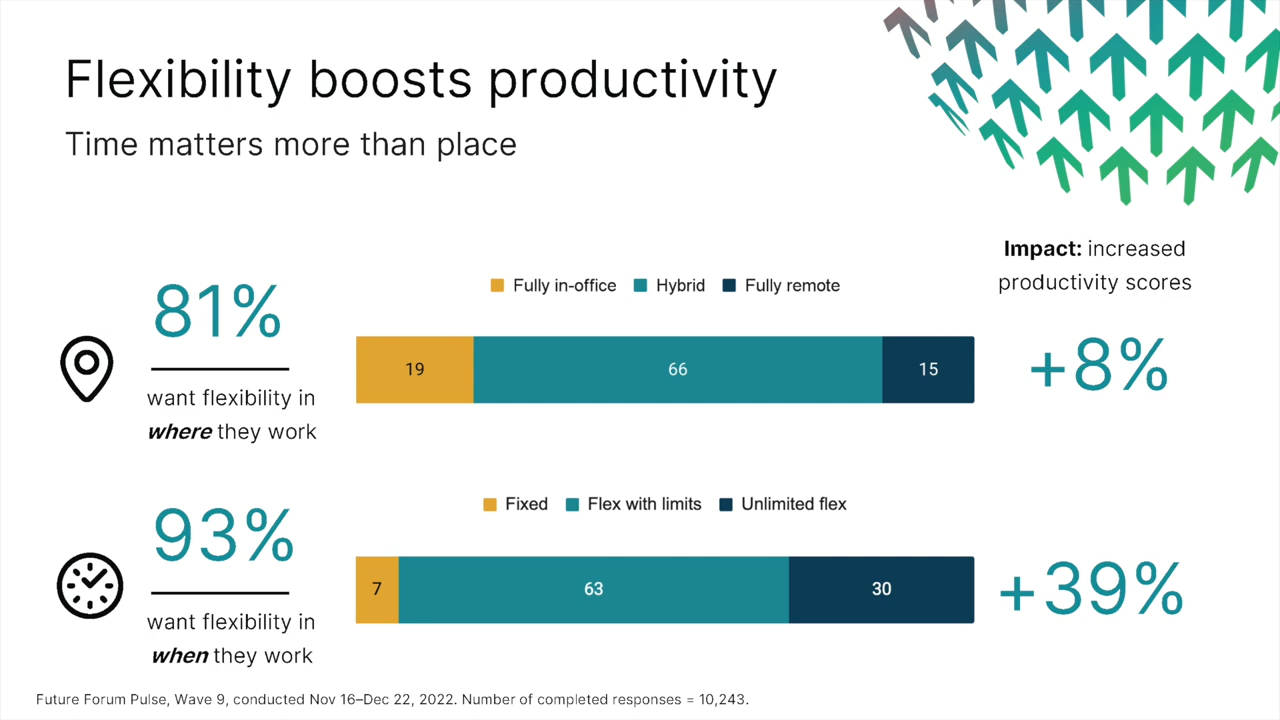 Flexibility boosts productivity
Time matters more than place
Impact: increased
productivity scores
81%
want flexibility in
where they work
Fully in-office Hybrid Fully remote
19 66 15
+8%
93%
want flexibility in
when they work
Fixed Flex with limits Unlimited flex
7 63 30
+39%
Future Forum Pulse, Wave 9, conducted Nov 16–Dec 22, 2022. Number of completed responses = 10,243.